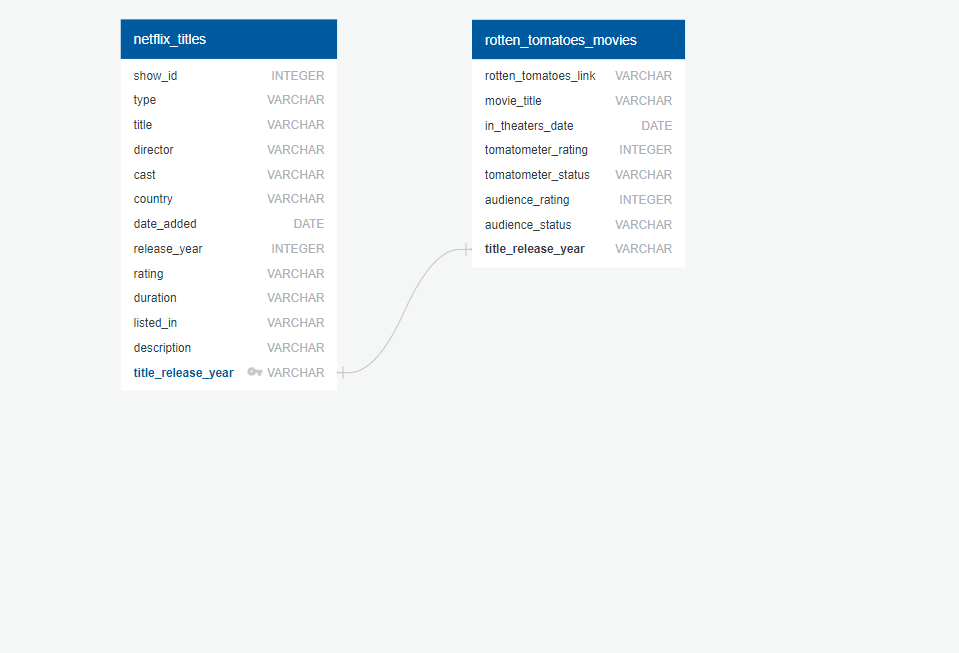 netflix_titles
show_id INTEGER
type VARCHAR
title VARCHAR
director VARCHAR
cast VARCHAR
country VARCHAR
date_added DATE
release_year INTEGER
rating VARCHAR
duration VARCHAR
listed_in VARCHAR
description VARCHAR
title_release_year VARCHAR
rotten_tomatoes_movies
rotten_tomatoes_link VARCHAR
movie_title VARCHAR
in_theaters_date DATE
tomatometer_rating INTEGER
tomatometer_status VARCHAR
audience_rating INTEGER
audience_status VARCHAR
title_release_year VARCHAR